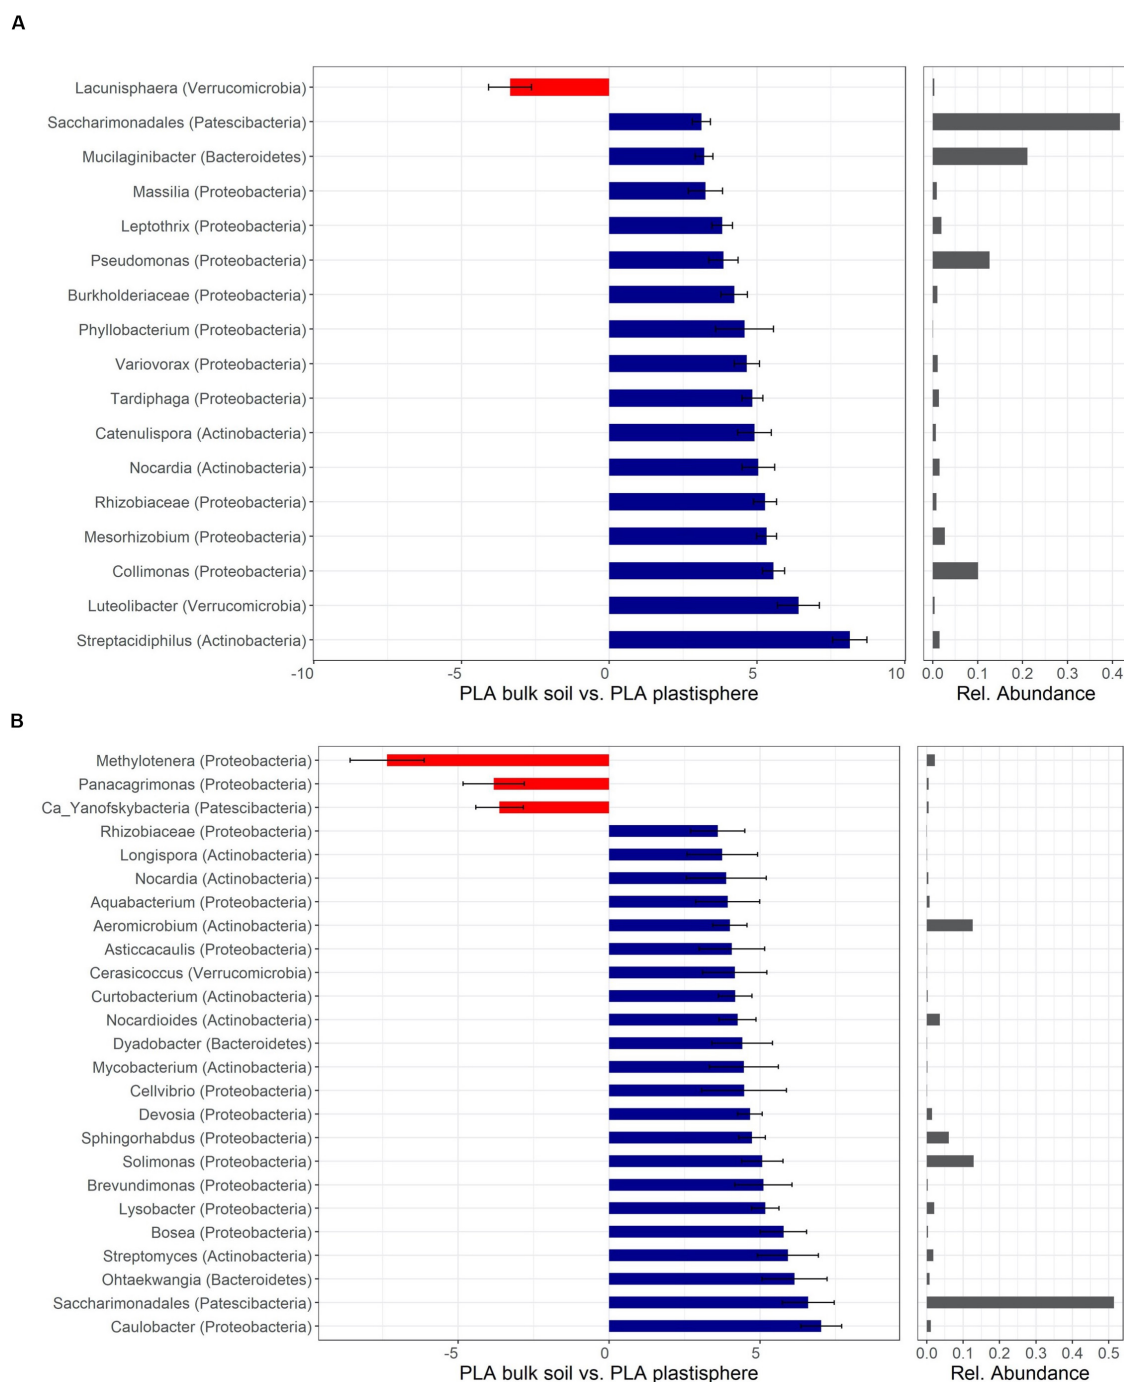 A
Lacunisphaera (Verrucomicrobia)
Saccharimonadales (Patescibacteria)
Mucilaginibacter (Bacteroidetes)
Massilia (Proteobacteria)
Leptothrix (Proteobacteria)
Pseudomonas (Proteobacteria)
Burkholderiaceae (Proteobacteria)
Phyllobacterium (Proteobacteria)
Variovorax (Proteobacteria)
Tardiphaga (Proteobacteria)
Catenulispora (Actinobacteria)
Nocardia (Actinobacteria)
Rhizobiaceae (Proteobacteria)
Mesorhizobium (Proteobacteria)
Collimonas (Proteobacteria)
Luteolibacter (Verrucomicrobia)
Streptacidiphilus (Actinobacteria)
-10 -5 0 5 10 0.0 0.1 0.2 0.3 0.4
PLA bulk soil vs. PLA plastisphere Rel. Abundance
B
Methylotenera (Proteobacteria)
Panacagrimonas (Proteobacteria)
Ca_Yanofskybacteria (Patescibacteria)
Rhizobiaceae (Proteobacteria)
Longispora (Actinobacteria)
Nocardia (Actinobacteria)
Aquabacterium (Proteobacteria)
Aeromicrobium (Actinobacteria)
Asticcacaulis (Proteobacteria)
Cerasicoccus (Verrucomicrobia)
Curtobacterium (Actinobacteria)
Nocardioides (Actinobacteria)
Dyadobacter (Bacteroidetes)
Mycobacterium (Actinobacteria)
Cellvibrio (Proteobacteria)
Devosia (Proteobacteria)
Sphingorhabdus (Proteobacteria)
Solimonas (Proteobacteria)
Brevundimonas (Proteobacteria)
Lysobacter (Proteobacteria)
Bosea (Proteobacteria)
Streptomyces (Actinobacteria)
Ohtaekwangia (Bacteroidetes)
Saccharimonadales (Patescibacteria)
Caulobacter (Proteobacteria)
-5 0 5 0.0 0.1 0.2 0.3 0.4 0.5
PLA bulk soil vs. PLA plastisphere Rel. Abundance